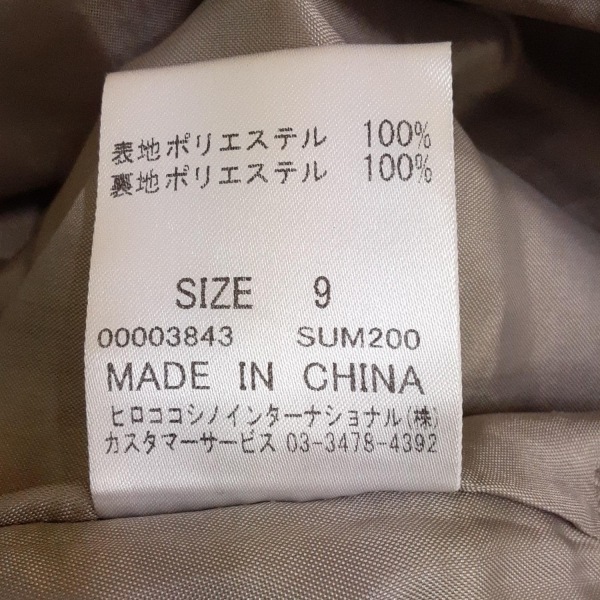 表地ポリエステル 100%
裏地ポリエステル 100%
SIZE 9
00003843 SUM200
MADE IN CHINA
ヒロココシノインターナショナル(株)
カスタマーサービス 03-3478-4392